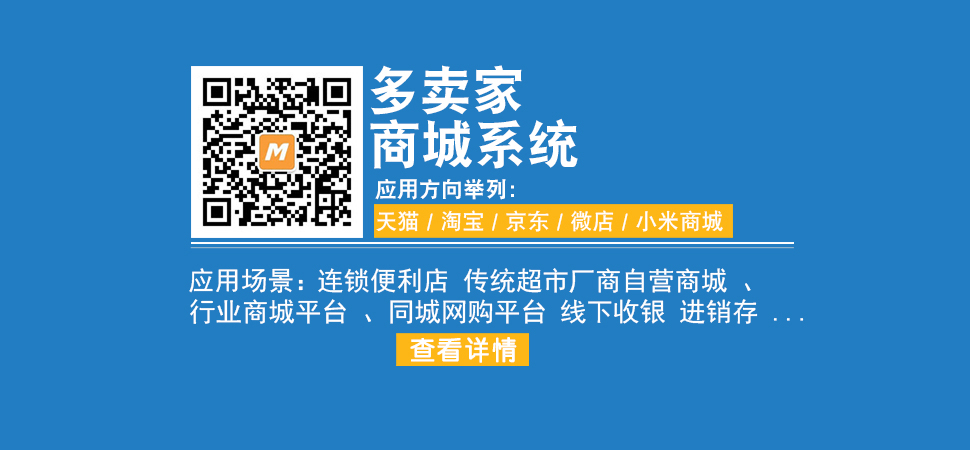 M
多卖家
商城系统
应用方向举列：
天猫 / 淘宝 / 京东 / 微店 / 小米商城
应用场景：连锁便利店 传统超市厂商自营商城 、
行业商城平台 、同城网购平台 线下收银 进销存 ...
查看详情